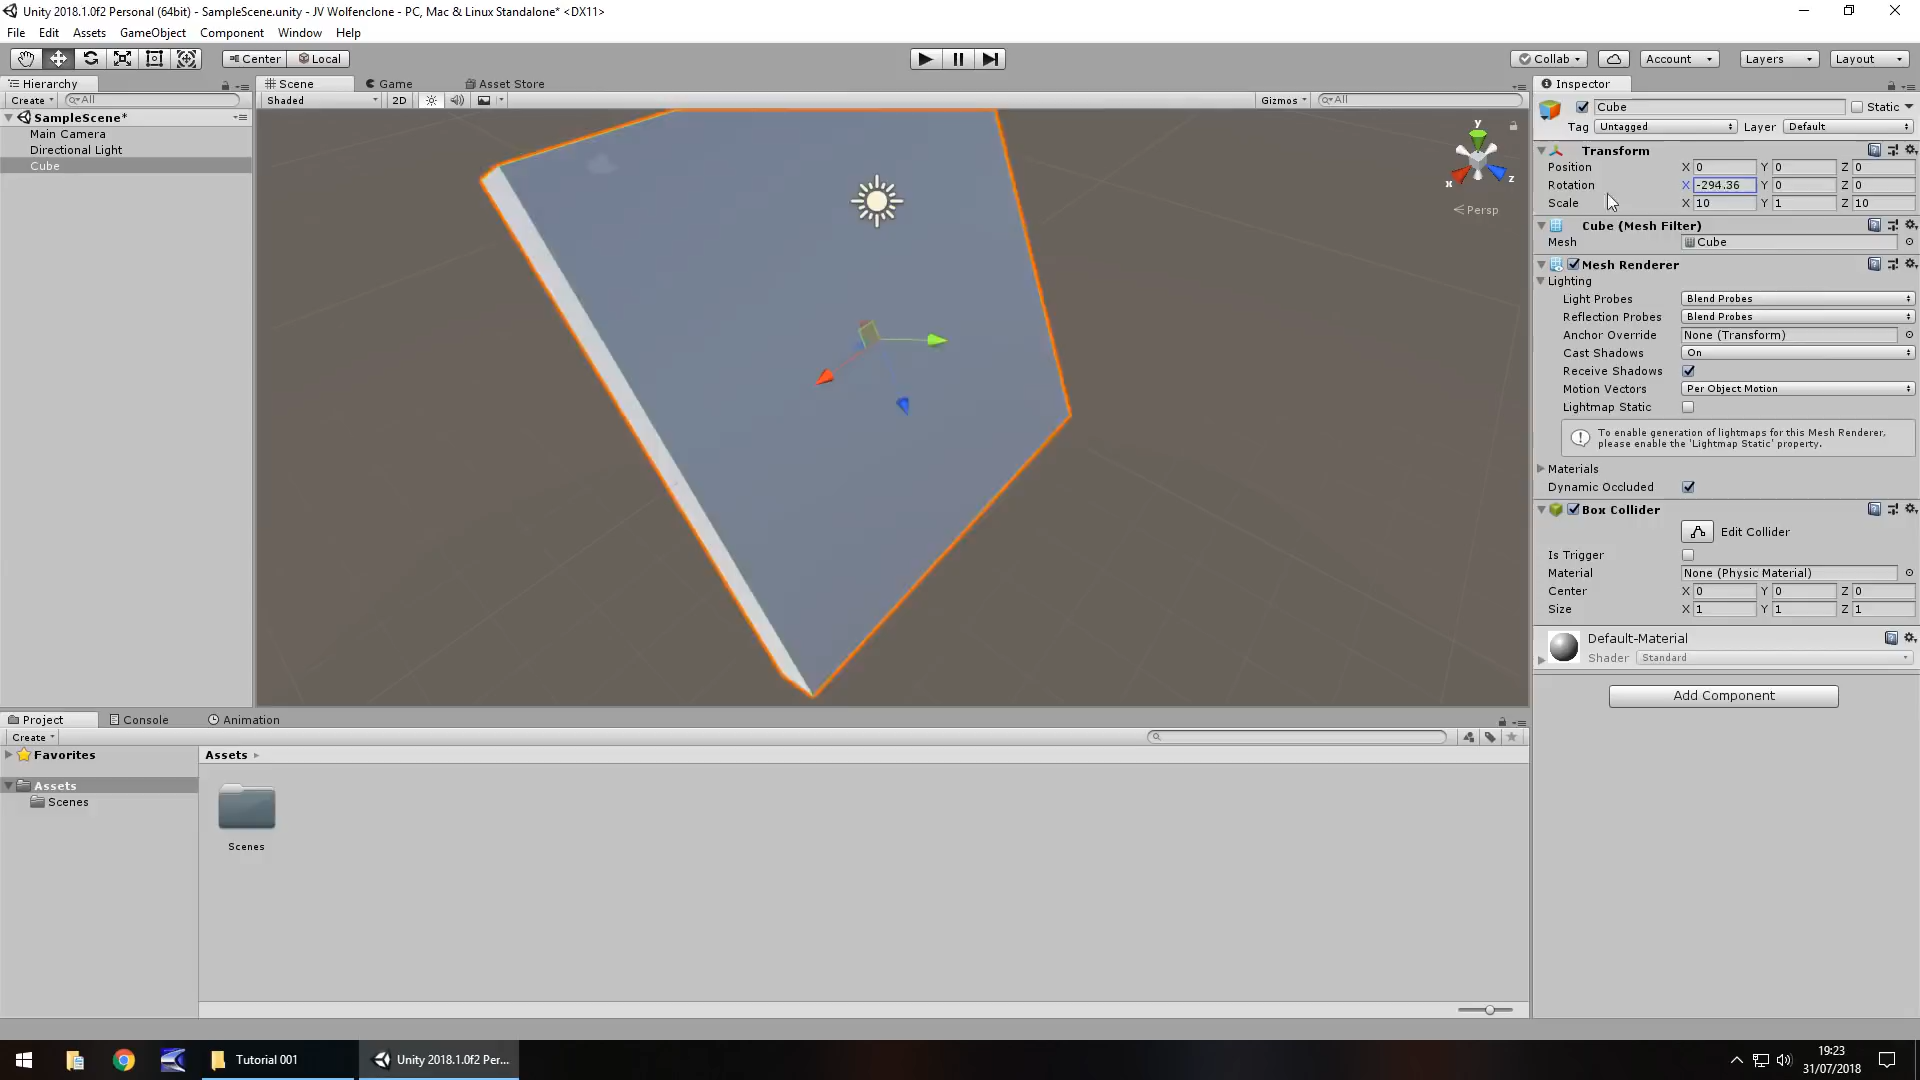 Unity 2018.1.0f2 Personal (64bit) - SampleScene.unity - JV Wolfenclone - PC, Mac & Linux Standalone* <DX11>
File Edit Assets GameObject Component Window Help
Center Local Collab Account Layers Layout
Hierarchy Scene Game Asset Store Inspector
Create All Shaded 2D Gizmos All
Cube Static
SampleScene*
Tag Untagged Layer Default
Main Camera
Directional Light
Cube
y
x
z
Persp
Transform
Position X 0 Y 0 Z 0
Rotation X -294.36 Y 0 Z 0
Scale X 10 Y 1 Z 10
Cube (Mesh Filter)
Mesh Cube
Mesh Renderer
Lighting
Light Probes Blend Probes
Reflection Probes Blend Probes
Anchor Override None (Transform)
Cast Shadows On
Receive Shadows
Motion Vectors Per Object Motion
Lightmap Static
To enable generation of lightmaps for this Mesh Renderer,
please enable the 'Lightmap Static' property.
Materials
Dynamic Occluded
Box Collider
Edit Collider
Is Trigger
Material None (Physic Material)
Center X 0 Y 0 Z 0
Size X 1 Y 1 Z 1
Default-Material
Shader Standard
Add Component
Project Console Animation
Create
Favorites
Assets
Assets
Scenes
Scenes
Tutorial 001
Unity 2018.1.0f2 Per...
19:23
31/07/2018